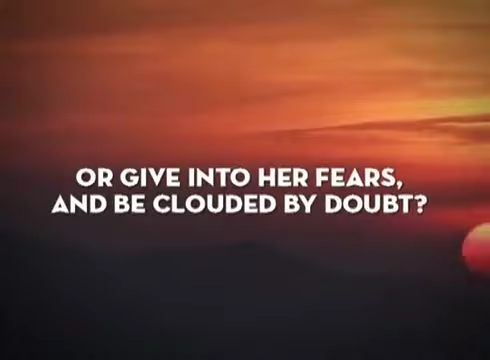 OR GIVE INTO HER FEARS,
AND BE CLOUDED BY DOUBT?